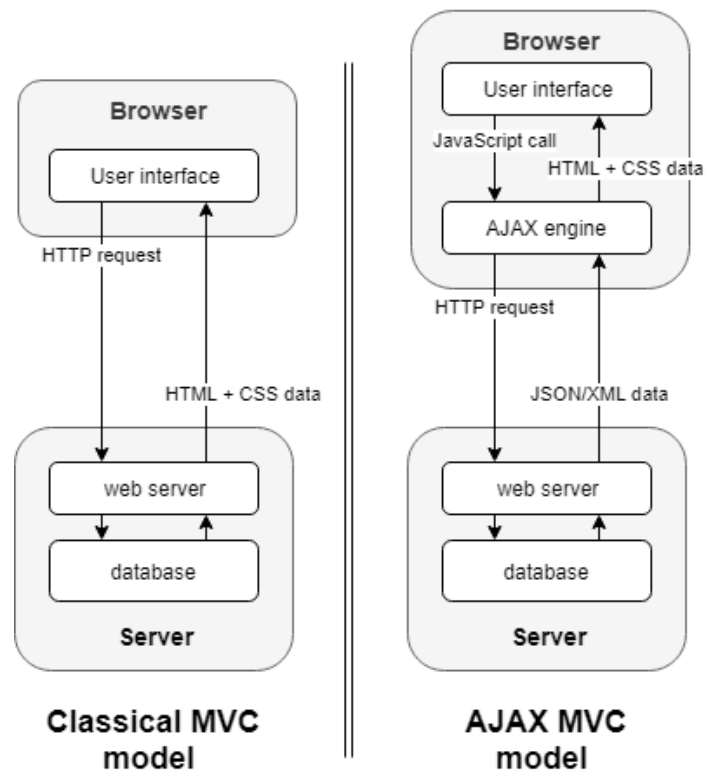 Browser
User interface
HTTP request
HTML + CSS data
web server
database
Server
Classical MVC
model
Browser
User interface
JavaScript call
HTML + CSS data
AJAX engine
HTTP request
JSON/XML data
web server
database
Server
AJAX MVC
model